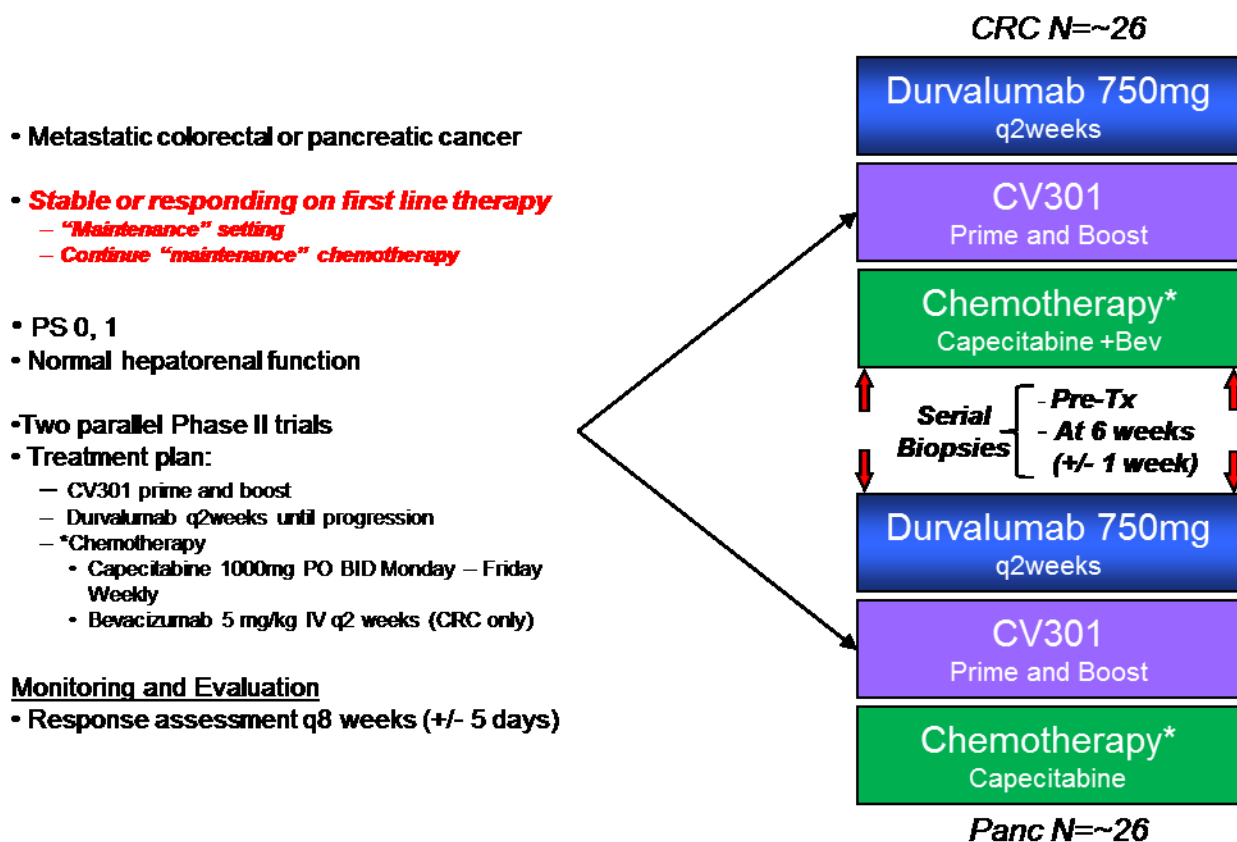 • Metastatic colorectal or pancreatic cancer
• Stable or responding on first line therapy
– "Maintenance" setting
– Continue "maintenance" chemotherapy
• PS 0, 1
• Normal hepatorenal function
•Two parallel Phase II trials
• Treatment plan:
– CV301 prime and boost
– Durvalumab q2weeks until progression
– *Chemotherapy
• Capecitabine 1000mg PO BID Monday – Friday
Weekly
• Bevacizumab 5 mg/kg IV q2 weeks (CRC only)
Monitoring and Evaluation
• Response assessment q8 weeks (+/- 5 days)
CRC N=~26
Durvalumab 750mg
q2weeks
CV301
Prime and Boost
Chemotherapy*
Capecitabine +Bev
Serial
Biopsies
- Pre-Tx
- At 6 weeks
(+/- 1 week)
Durvalumab 750mg
q2weeks
CV301
Prime and Boost
Chemotherapy*
Capecitabine
Panc N=~26